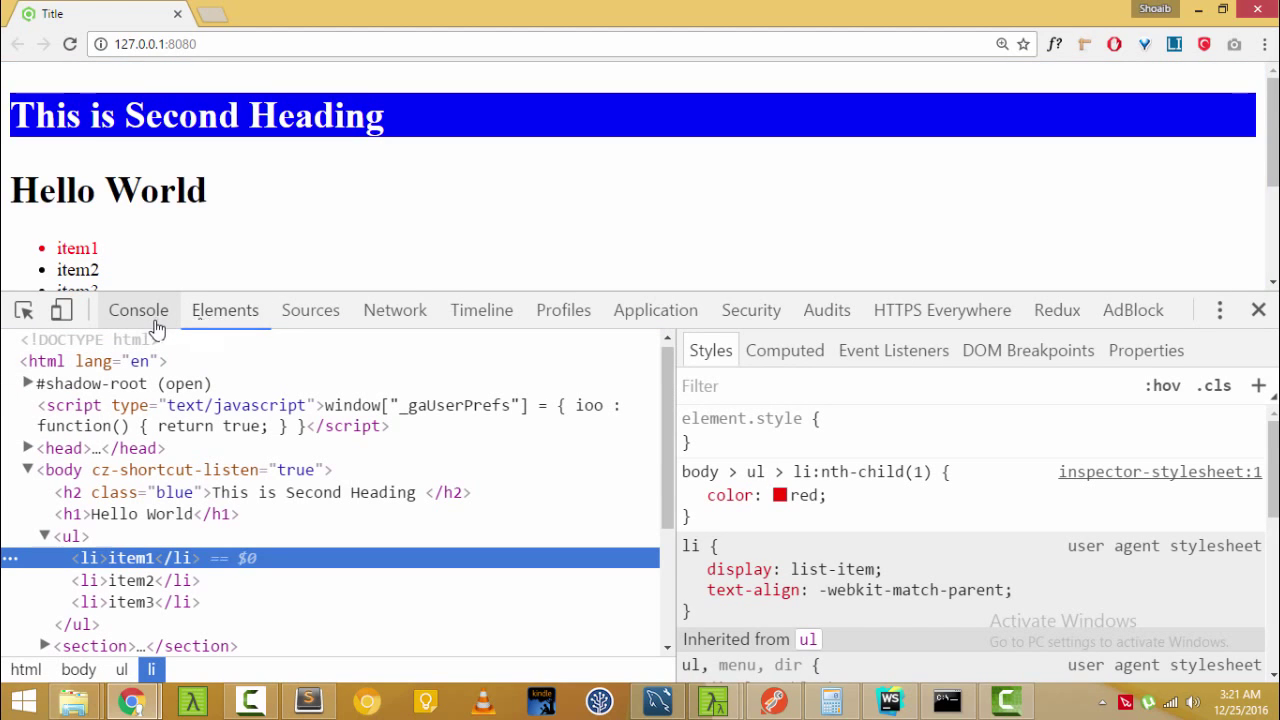 Title
Shoaib
127.0.0.1:8080
f?
This is Second Heading
Hello World
item1
item2
Console Elements Sources Network Timeline Profiles Application Security Audits HTTPS Everywhere Redux AdBlock
<!DOCTYPE html>
<html lang="en">
#shadow-root (open)
<script type="text/javascript">window["_gaUserPrefs"] = { ioo :
function() { return true; } }</script>
<head>…</head>
<body cz-shortcut-listen="true">
<h2 class="blue">This is Second Heading </h2>
<h1>Hello World</h1>
<ul>
<li>item1</li> == $0
<li>item2</li>
<li>item3</li>
</ul>
<section>…</section>
html body ul li
Styles Computed Event Listeners DOM Breakpoints Properties
Filter :hov .cls +
element.style {
}
body > ul > li:nth-child(1) { inspector-stylesheet:1
color: red;
}
li { user agent stylesheet
display: list-item;
text-align: -webkit-match-parent;
}
Inherited from ul
ul, menu, dir { user agent stylesheet
Activate Windows
Go to PC settings to activate Windows.
kindle
WS
3:21 AM
12/25/2016